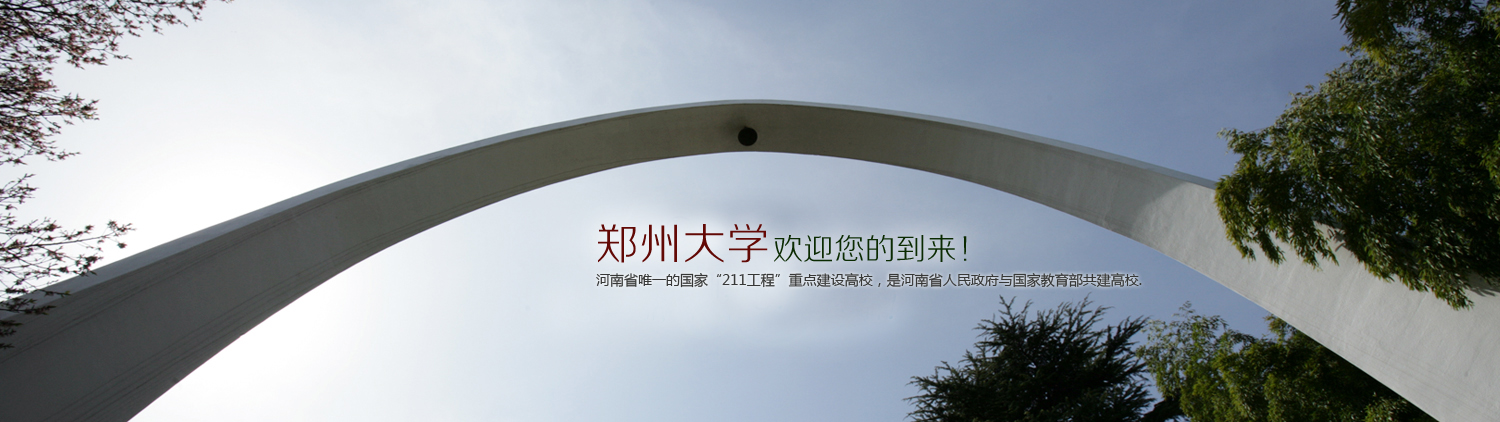 郑州大学 欢迎您的到来！
河南省唯一的国家“211工程”重点建设高校，是河南省人民政府与国家教育部共建高校.